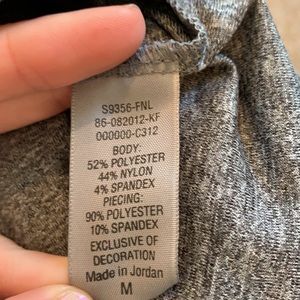 S9356-FNL
86-082012-KF
000000-C312
BODY:
52% POLYESTER
44% NYLON
4% SPANDEX
PIECING:
90% POLYESTER
10% SPANDEX
EXCLUSIVE OF
DECORATION
Made in Jordan
M